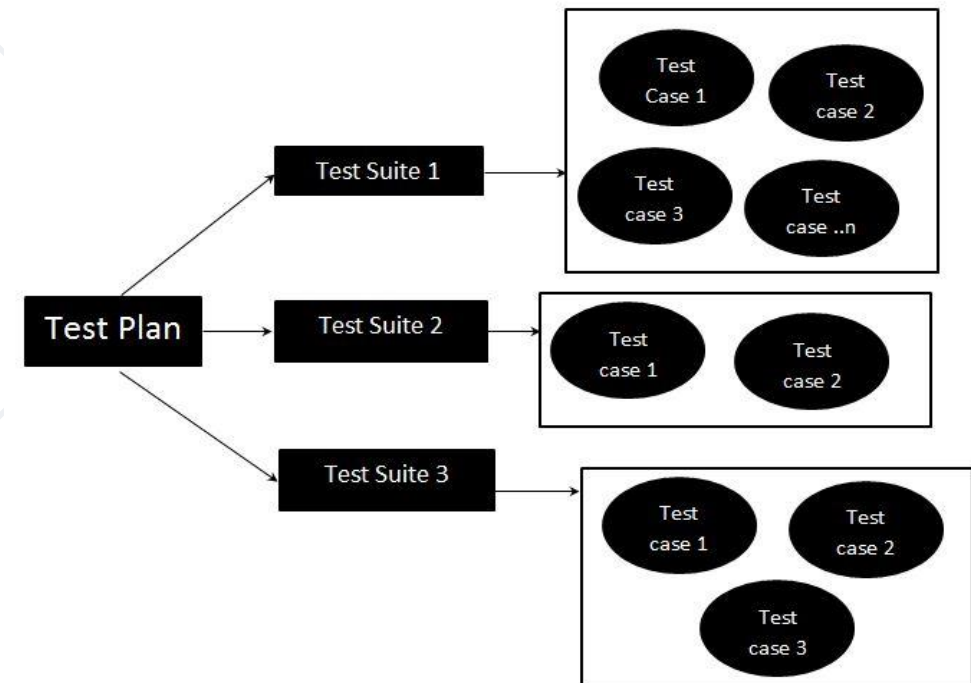 Test Plan
Test Suite 1
Test
Case 1
Test
case 2
Test
case 3
Test
case ..n
Test Suite 2
Test
case 1
Test
case 2
Test Suite 3
Test
case 1
Test
case 2
Test
case 3